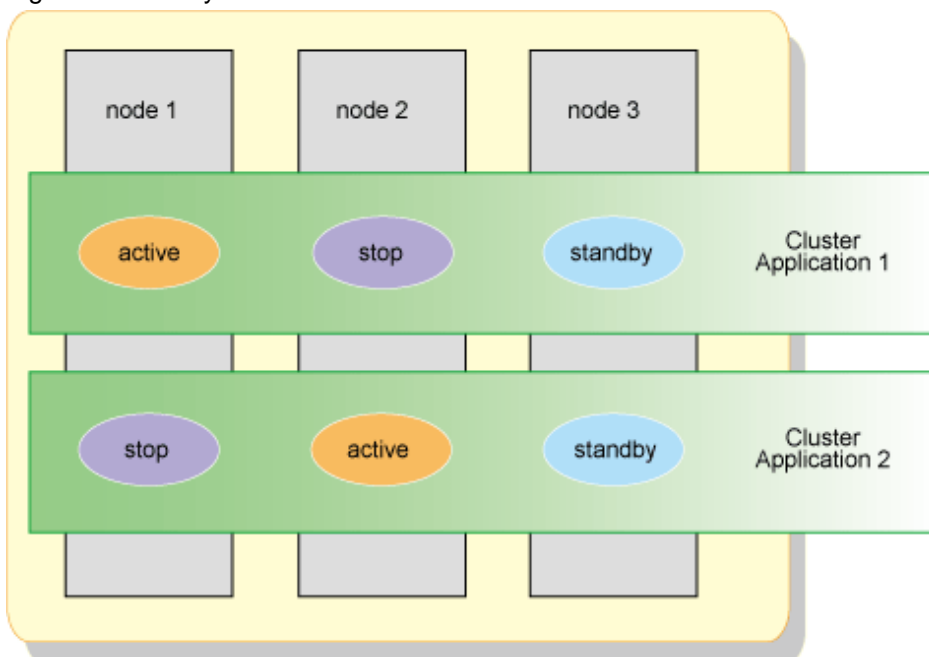 node 1
node 2
node 3
active
stop
standby
Cluster
Application 1
stop
active
standby
Cluster
Application 2